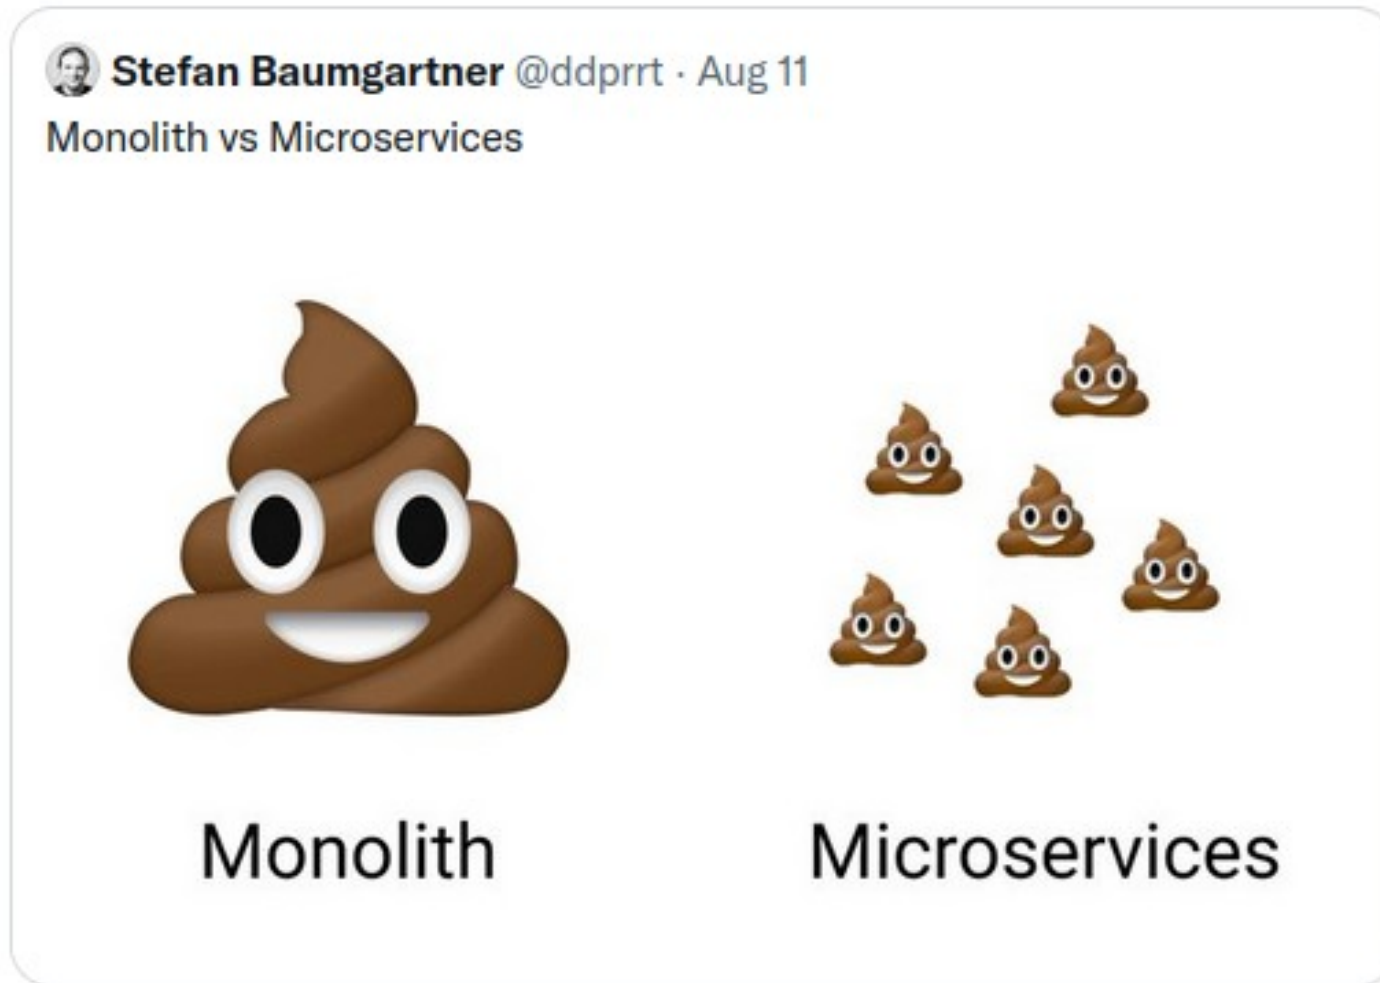 Stefan Baumgartner @ddprrt · Aug 11
Monolith vs Microservices
Monolith
Microservices